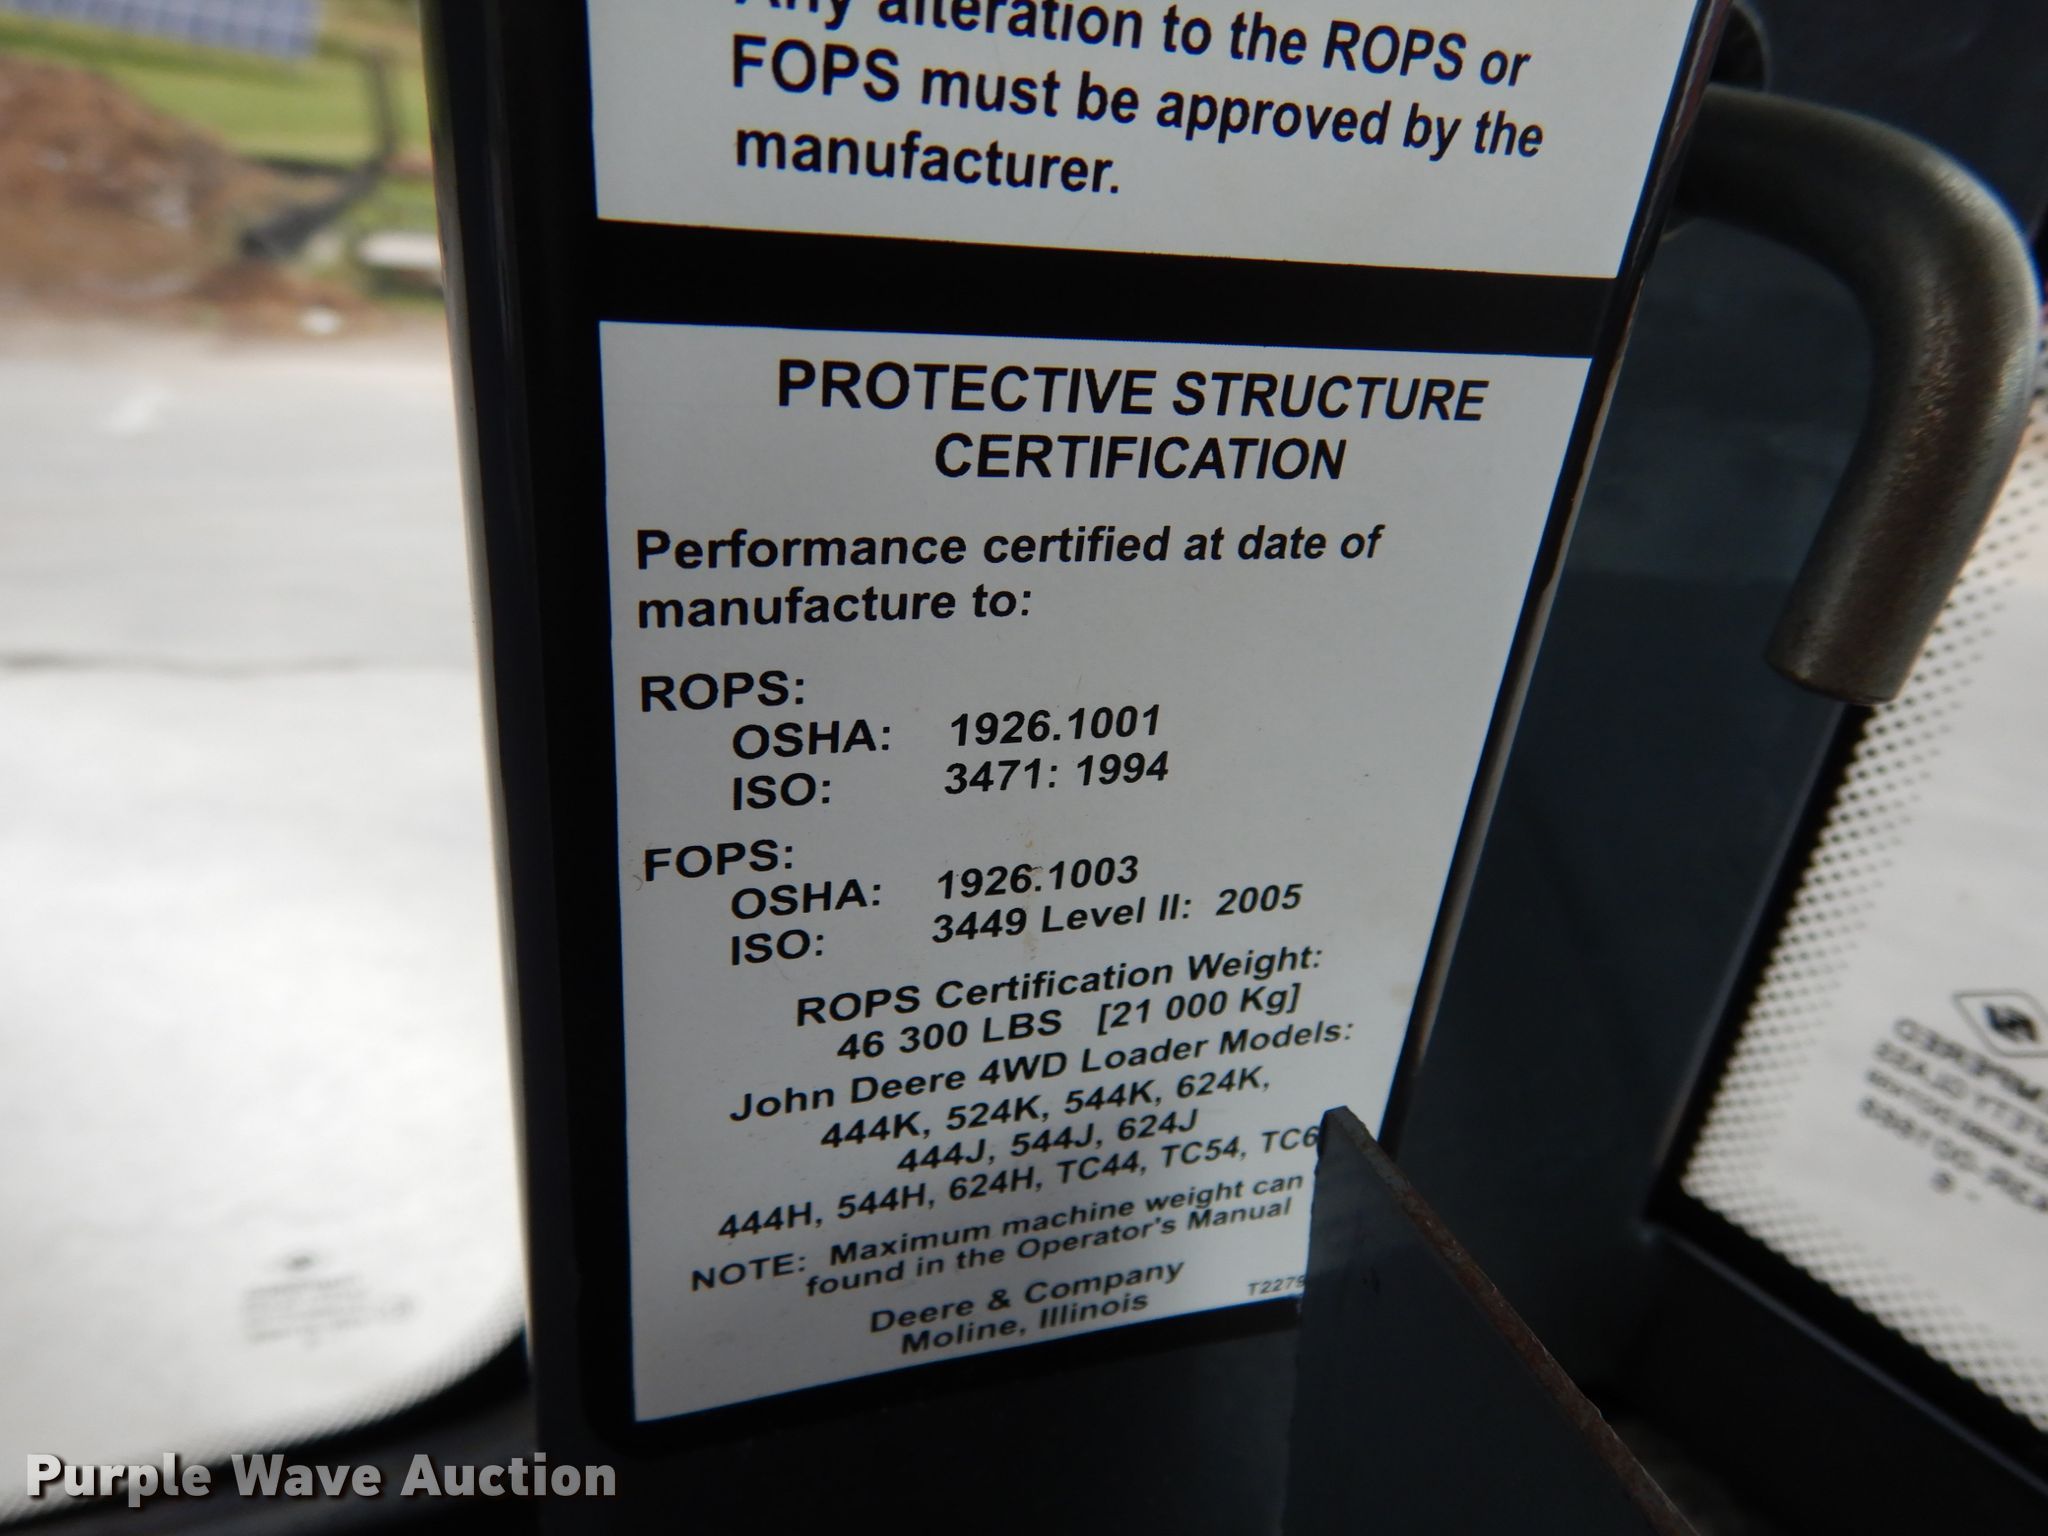 Any alteration to the ROPS or
FOPS must be approved by the
manufacturer.
PROTECTIVE STRUCTURE
CERTIFICATION
Performance certified at date of
manufacture to:
ROPS:
OSHA: 1926.1001
ISO: 3471: 1994
FOPS:
OSHA: 1926.1003
ISO: 3449 Level II: 2005
ROPS Certification Weight:
46 300 LBS [21 000 Kg]
John Deere 4WD Loader Models:
444K, 524K, 544K, 624K,
444J, 544J, 624J
444H, 544H, 624H, TC44, TC54, TC6
NOTE: Maximum machine weight can
found in the Operator's Manual
Deere & Company
Moline, Illinois
T2279
Purple Wave Auction